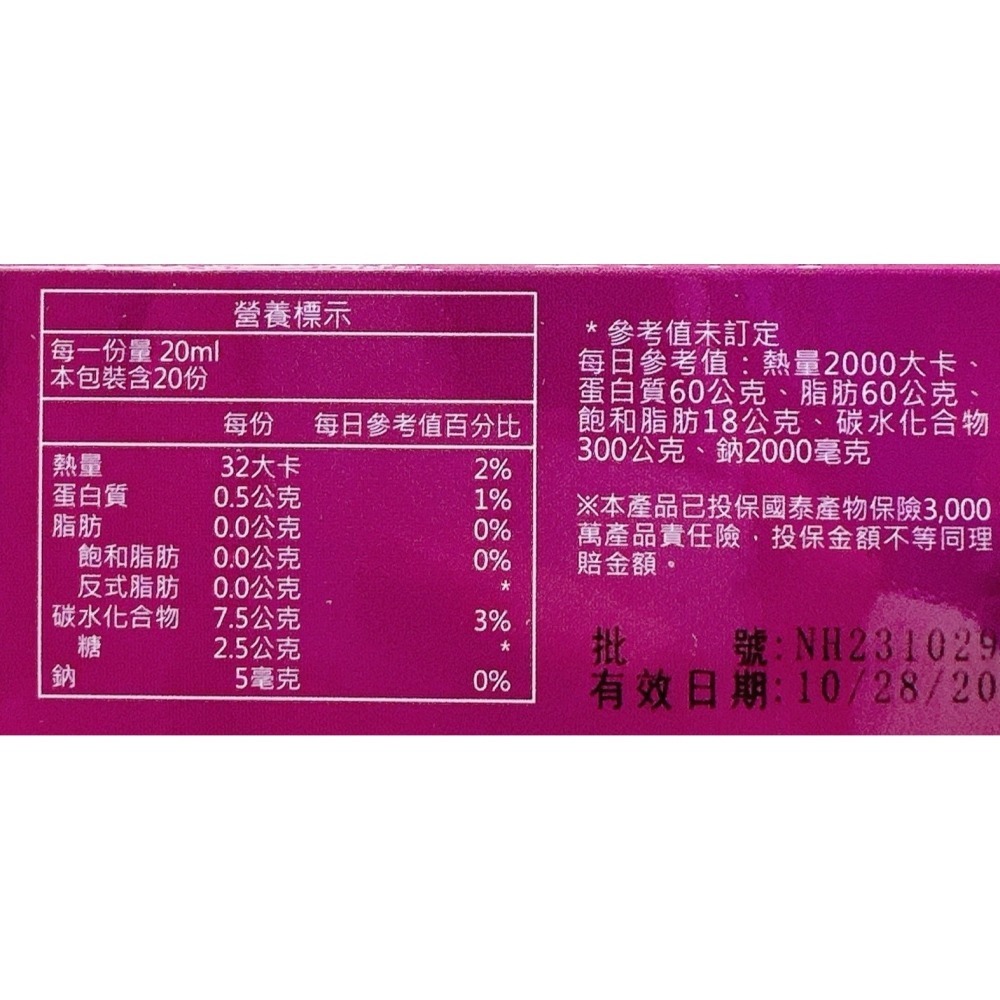 營養標示
每一份量 20ml
本包裝含20份
每份 每日參考值百分比
熱量 32大卡 2%
蛋白質 0.5公克 1%
脂肪 0.0公克 0%
飽和脂肪 0.0公克 0%
反式脂肪 0.0公克 *
碳水化合物 7.5公克 3%
糖 2.5公克 *
鈉 5毫克 0%
* 參考值未訂定
每日參考值：熱量2000大卡、
蛋白質60公克、脂肪60公克、
飽和脂肪18公克、碳水化合物
300公克、鈉2000毫克
※本產品已投保國泰產物保險3,000
萬產品責任險，投保金額不等同理
賠金額。
批 號:NH231029
有效日期:10/28/20